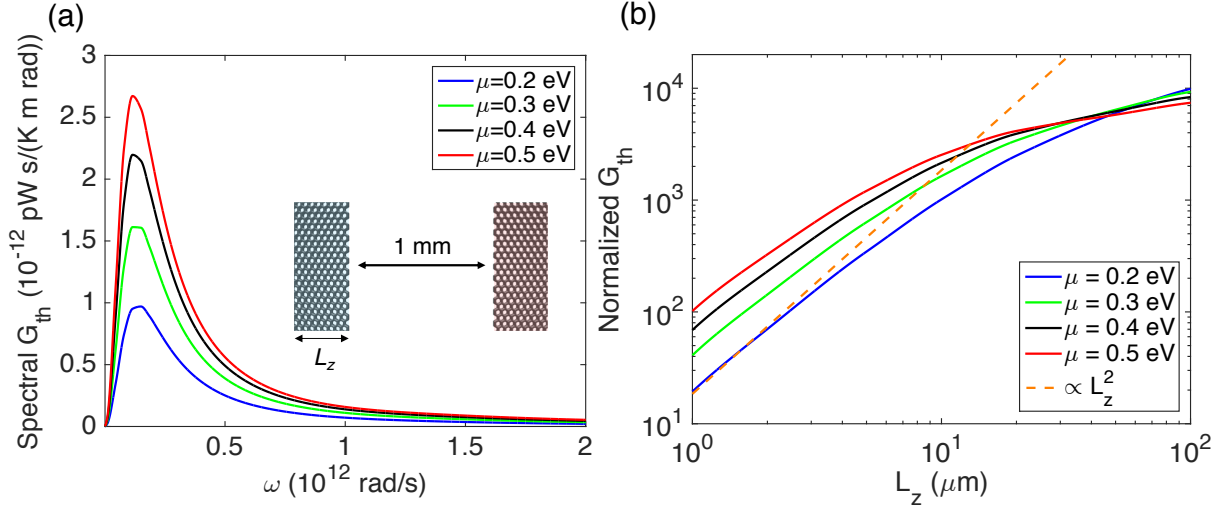 (a)
Spectral G_th (10^-12 pW s/(K m rad))
3
2.5
2
1.5
1
0.5
0
μ=0.2 eV
μ=0.3 eV
μ=0.4 eV
μ=0.5 eV
1 mm
L_z
0.5
1
1.5
2
ω (10^12 rad/s)
(b)
Normalized G_th
10^4
10^3
10^2
10^1
μ = 0.2 eV
μ = 0.3 eV
μ = 0.4 eV
μ = 0.5 eV
∝ L_z^2
10^0
10^1
10^2
L_z (μm)